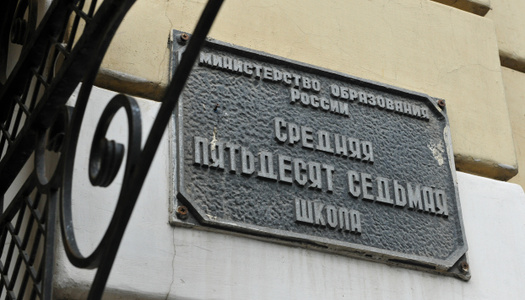 МИНИСТЕРСТВО ОБРАЗОВАНИЯ
РОССИИ
СРЕДНЯЯ
ПЯТЬДЕСЯТ СЕДЬМАЯ
ШКОЛА